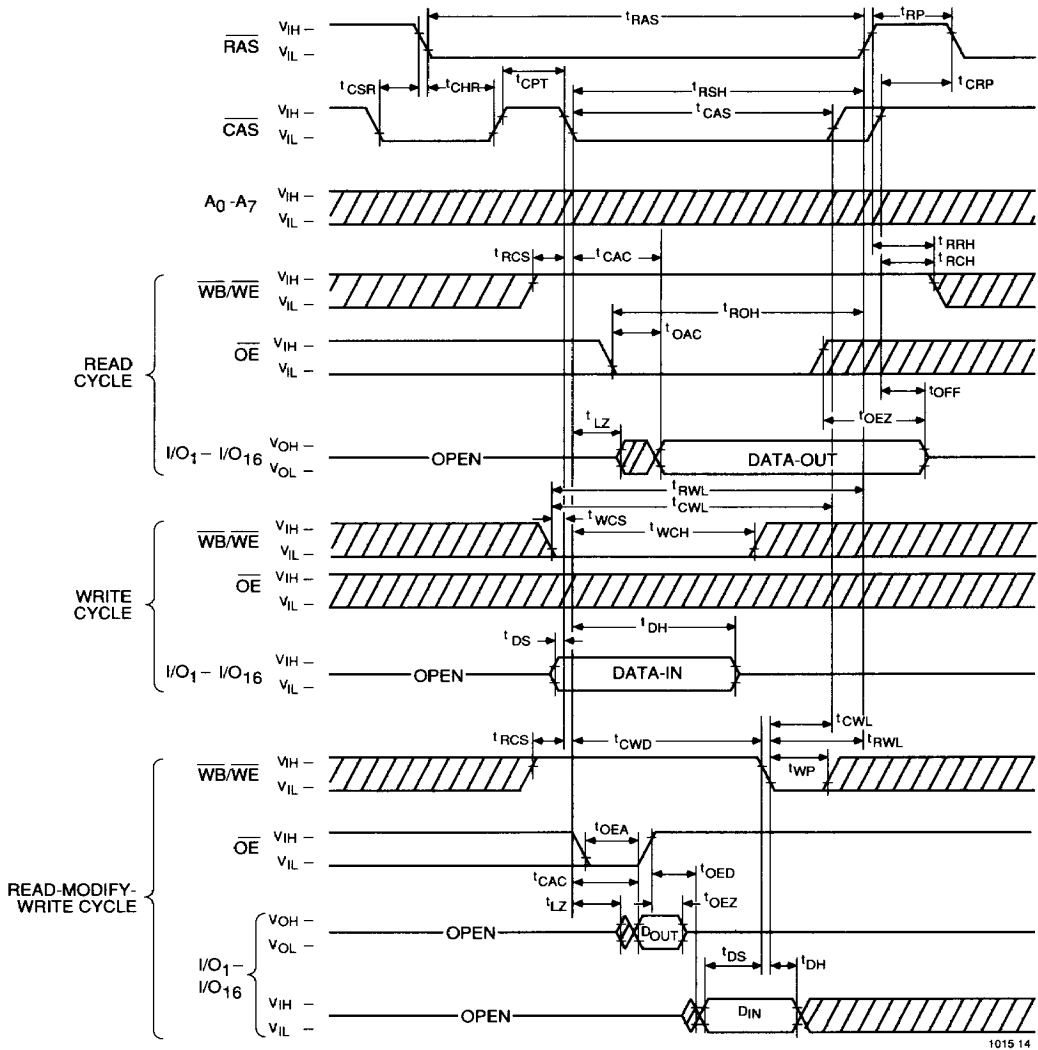 tRAS
tRP
VIH
RAS
VIL
tCSR
tCHR
tCPT
tRSH
tCRP
tCAS
VIH
CAS
VIL
A0 -A7
VIH
VIL
tRCS
tCAC
tRRH
tRCH
VIH
WB/WE
VIL
tROH
tOAC
VIH
OE
VIL
READ
CYCLE
tOFF
tOEZ
tLZ
I/O1 – I/O16
VOH
VOL
OPEN
DATA-OUT
tRWL
tCWL
tWCS
tWCH
VIH
WB/WE
VIL
VIH
OE
VIL
WRITE
CYCLE
tDS
tDH
I/O1 – I/O16
VIH
VIL
OPEN
DATA-IN
tCWL
tRCS
tCWD
tRWL
tWP
VIH
WB/WE
VIL
VIH
OE
VIL
tOEA
tCAC
tOED
READ-MODIFY-
WRITE CYCLE
tLZ
tOEZ
VOH
VOL
OPEN
DOUT
I/O1 –
I/O16
tDS
tDH
VIH
VIL
OPEN
DIN
1015 14